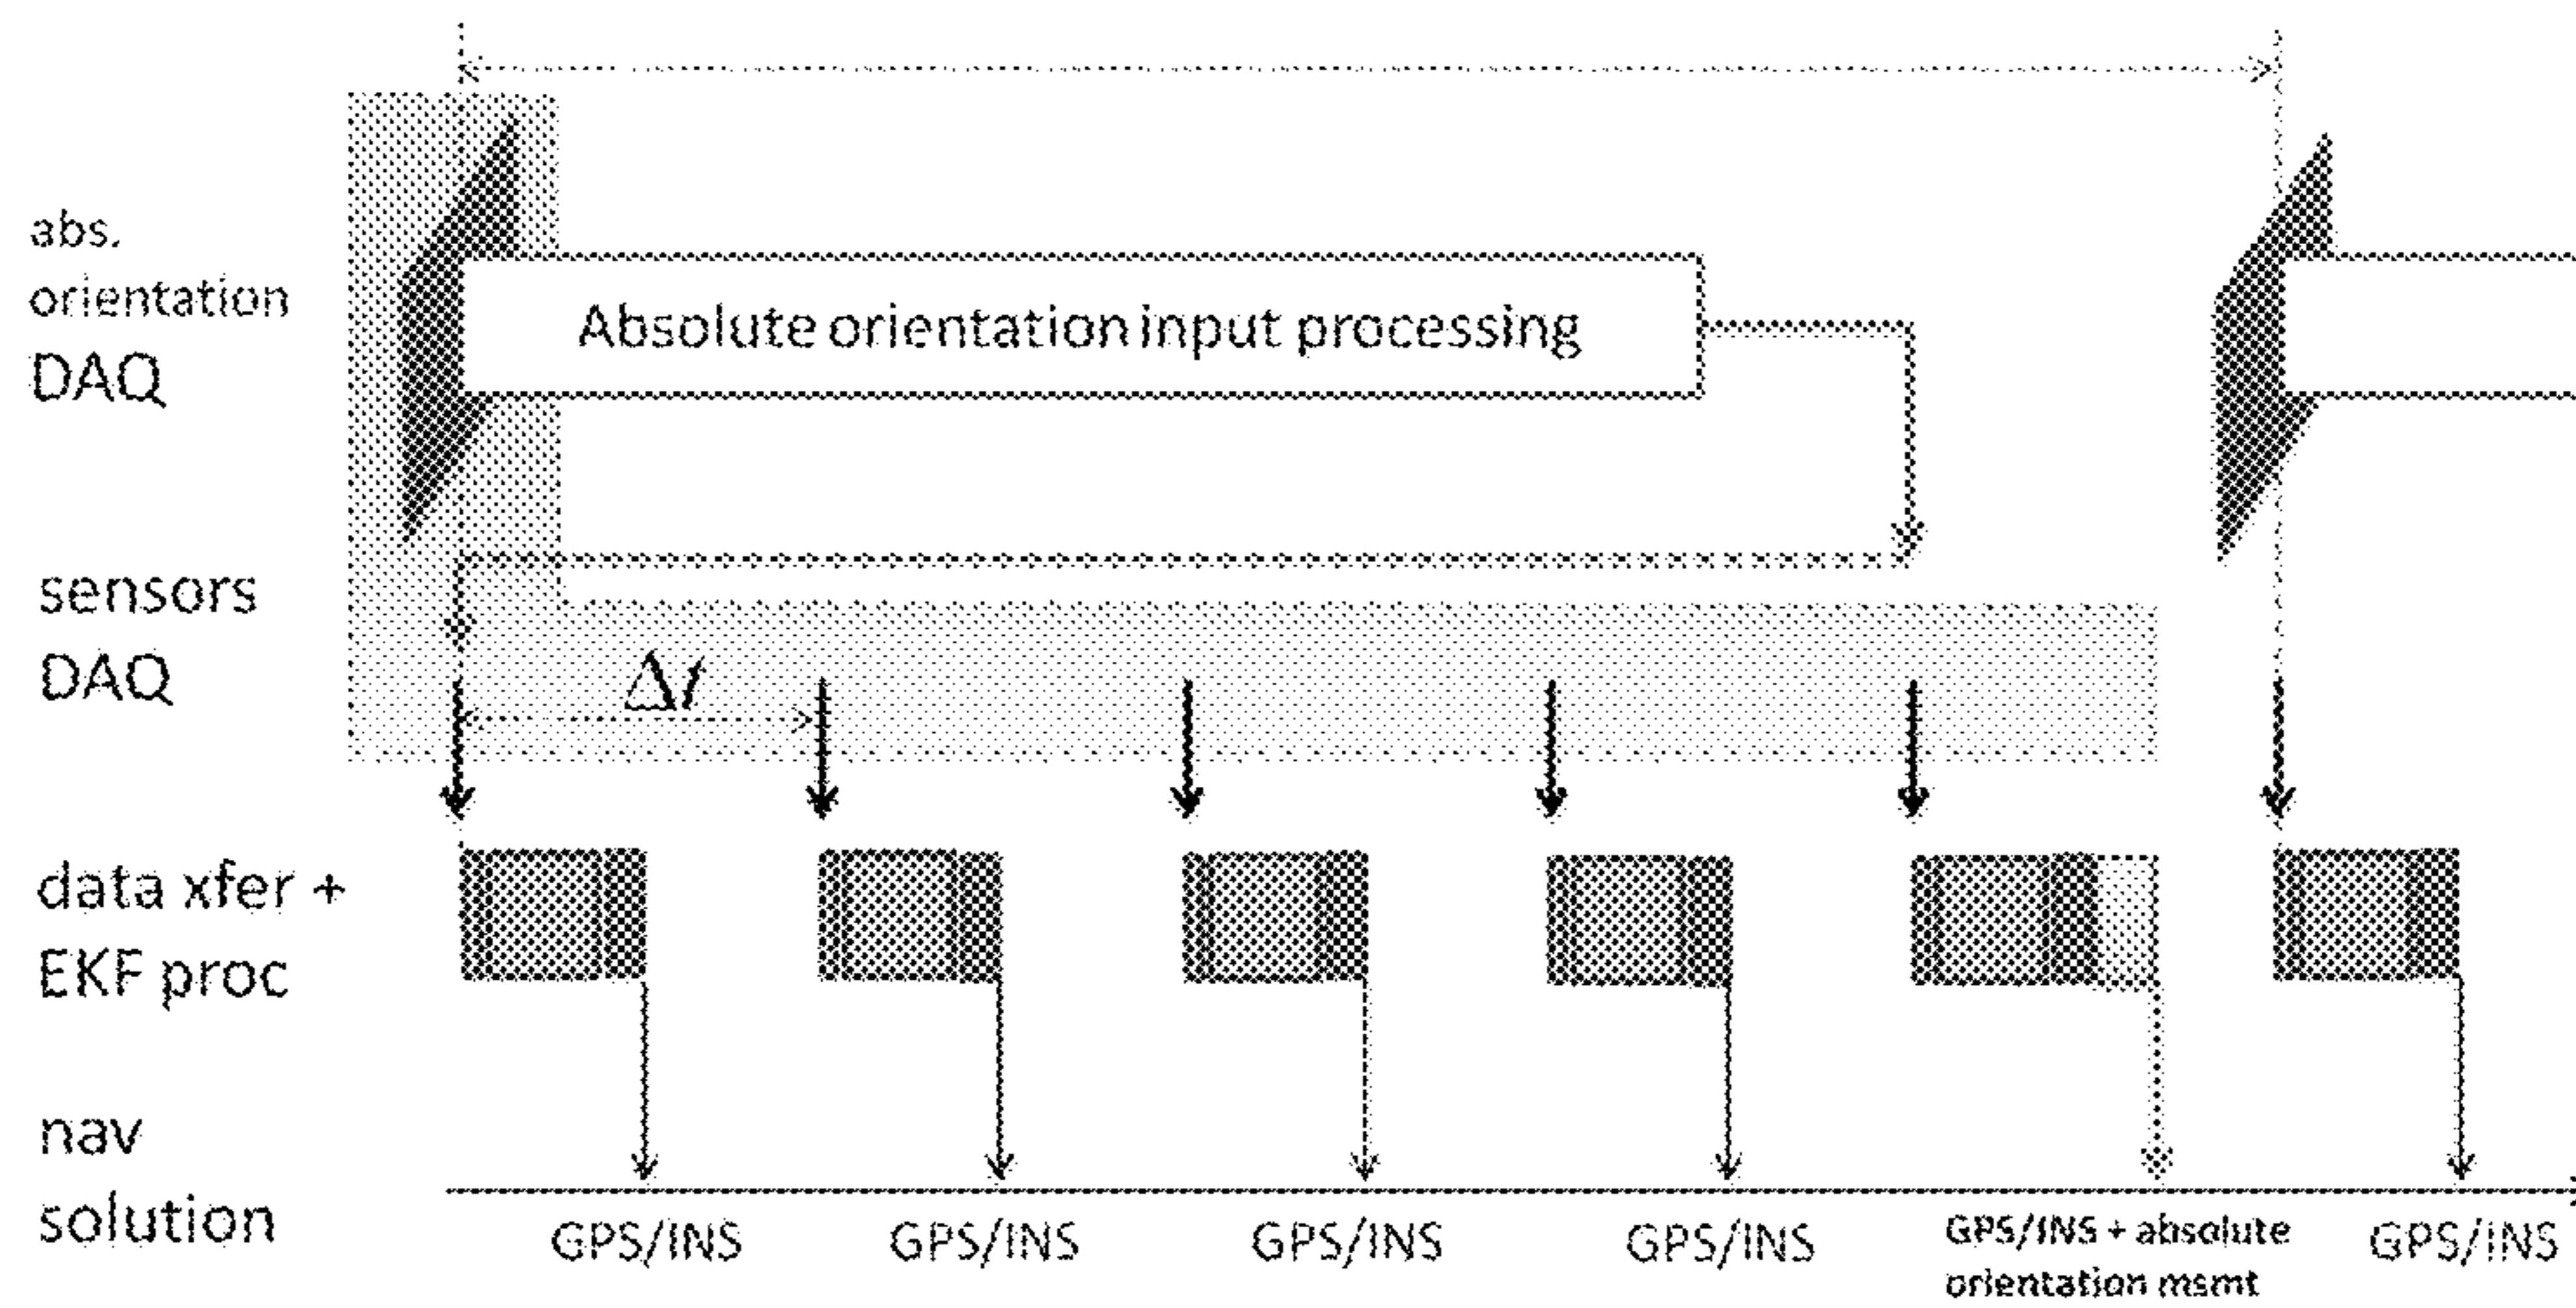 abs.
orientation
DAQ
Absolute orientation input processing
sensors
DAQ
Δt
data xfer +
EKF proc
nav
solution
GPS/INS
GPS/INS
GPS/INS
GPS/INS
GPS/INS + absolute
orientation msmt
GPS/INS